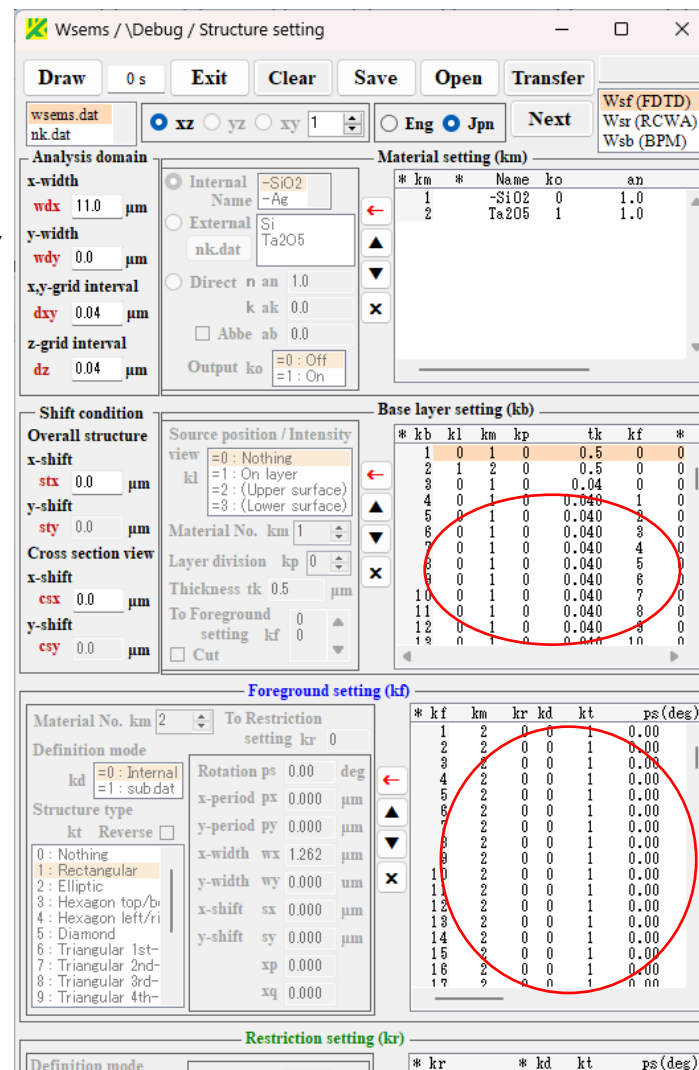 Wsems / \Debug / Structure setting
Draw 0 s Exit Clear Save Open Transfer
wsems.dat
nk.dat
xz yz xy 1
Eng Jpn
Next
Wsf (FDTD)
Wsr (RCWA)
Wsb (BPM)
Analysis domain
x-width
wdx 11.0 μm
y-width
wdy 0.0 μm
x,y-grid interval
dxy 0.04 μm
z-grid interval
dz 0.04 μm
Internal Name
-SiO2
-Ag
External
nk.dat
Si
Ta2O5
Direct n an 1.0
k ak 0.0
Abbe ab 0.0
Output ko
=0 : Off
=1 : On
Material setting (km)
* km * Name ko an
1 -SiO2 0 1.0
2 Ta2O5 1 1.0
Shift condition
Overall structure
x-shift
stx 0.0 μm
y-shift
sty 0.0 μm
Cross section view
x-shift
csx 0.0 μm
y-shift
csy 0.0 μm
Source position / Intensity
view
kl
=0 : Nothing
=1 : On layer
=2 : (Upper surface)
=3 : (Lower surface)
Material No. km 1
Layer division kp 0
Thickness tk 0.5 μm
To Foreground
setting kf 0
0
Cut
Base layer setting (kb)
* kb kl km kp tk kf *
1 0 1 0 0.5 0 0
2 1 2 0 0.5 0 0
3 0 1 0 0.04 0 0
4 0 1 0 0.040 1 0
5 0 1 0 0.040 2 0
6 0 1 0 0.040 3 0
7 0 1 0 0.040 4 0
8 0 1 0 0.040 5 0
9 0 1 0 0.040 6 0
10 0 1 0 0.040 7 0
11 0 1 0 0.040 8 0
12 0 1 0 0.040 9 0
13 0 1 0 0.040 10 0
Foreground setting (kf)
Material No. km 2
To Restriction
setting kr 0
Definition mode
kd
=0 : Internal
=1 : sub.dat
Structure type
kt Reverse
0 : Nothing
1 : Rectangular
2 : Elliptic
3 : Hexagon top/b
4 : Hexagon left/ri
5 : Diamond
6 : Triangular 1st-
7 : Triangular 2nd-
8 : Triangular 3rd-
9 : Triangular 4th-
Rotation ps 0.00 deg
x-period px 0.000 μm
y-period py 0.000 μm
x-width wx 1.262 μm
y-width wy 0.000 um
x-shift sx 0.000 μm
y-shift sy 0.000 μm
xp 0.000
xq 0.000
* kf km kr kd kt ps(deg)
1 2 0 0 1 0.00
2 2 0 0 1 0.00
3 2 0 0 1 0.00
4 2 0 0 1 0.00
5 2 0 0 1 0.00
6 2 0 0 1 0.00
7 2 0 0 1 0.00
8 2 0 0 1 0.00
9 2 0 0 1 0.00
10 2 0 0 1 0.00
11 2 0 0 1 0.00
12 2 0 0 1 0.00
13 2 0 0 1 0.00
14 2 0 0 1 0.00
15 2 0 0 1 0.00
16 2 0 0 1 0.00
17 2 0 0 1 0.00
Restriction setting (kr)
Definition mode
* kr * kd kt ps(deg)